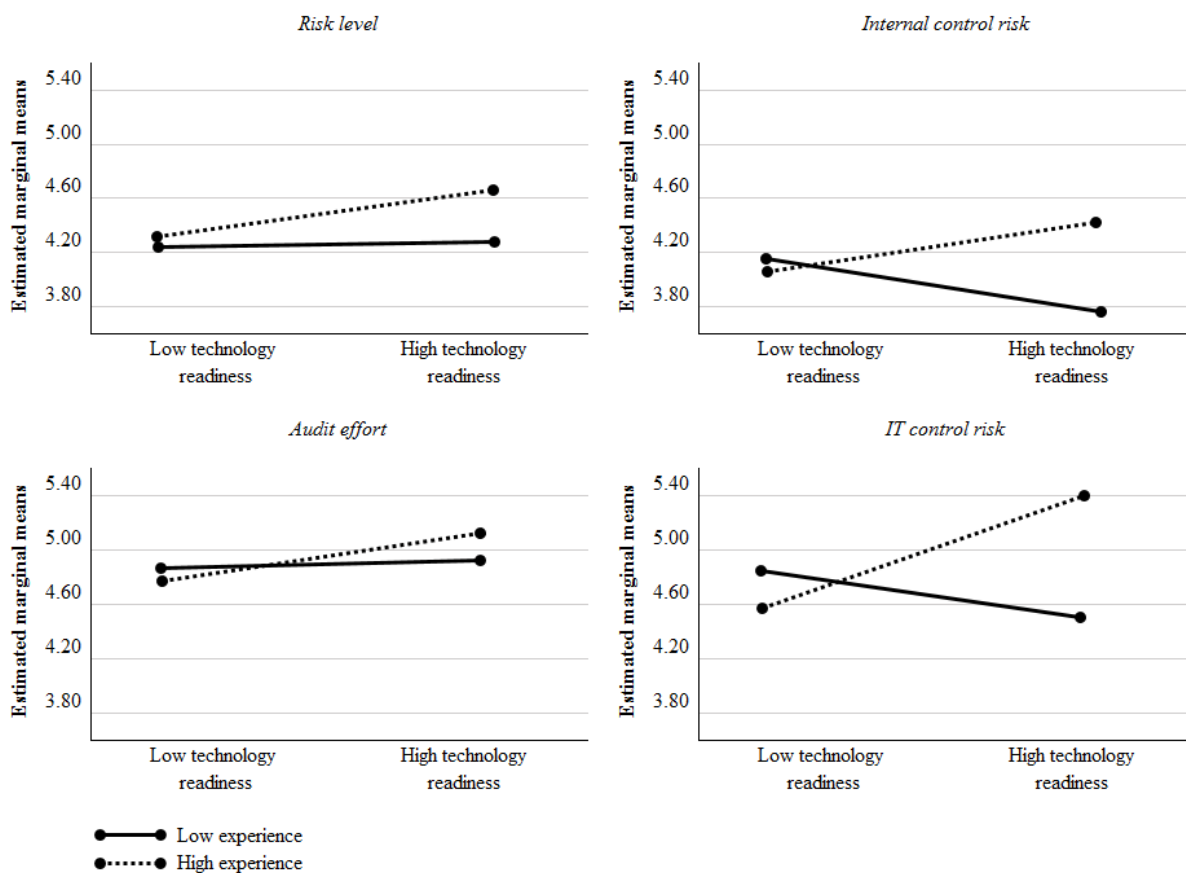 Risk level
Estimated marginal means
5.40
5.00
4.60
4.20
3.80
Low technology
readiness
High technology
readiness
Internal control risk
Estimated marginal means
5.40
5.00
4.60
4.20
3.80
Low technology
readiness
High technology
readiness
Audit effort
Estimated marginal means
5.40
5.00
4.60
4.20
3.80
Low technology
readiness
High technology
readiness
IT control risk
Estimated marginal means
5.40
5.00
4.60
4.20
3.80
Low technology
readiness
High technology
readiness
Low experience
High experience